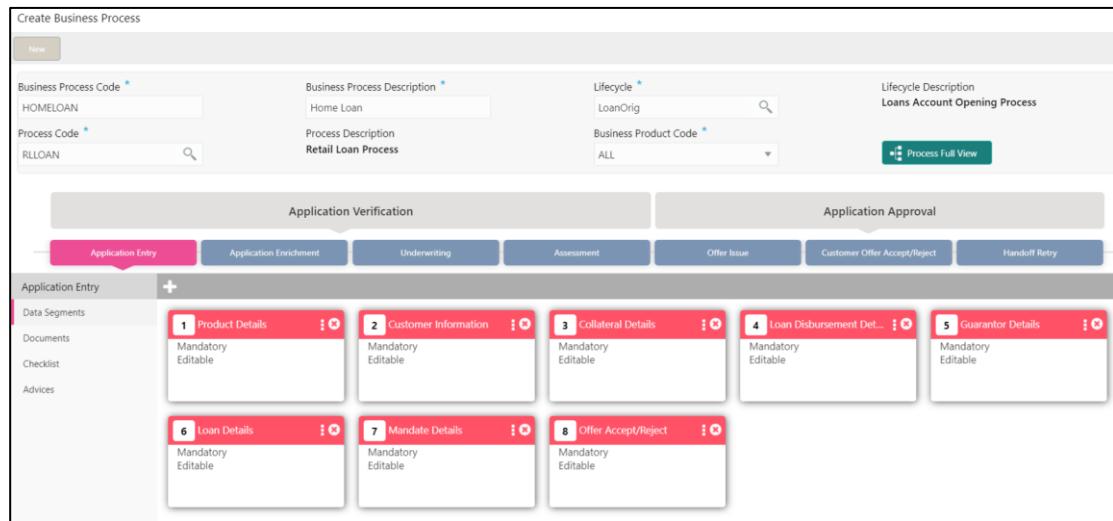 Create Business Process
New
Business Process Code *
Business Process Description *
Lifecycle *
Lifecycle Description
HOMELOAN
Home Loan
LoanOrig
Loans Account Opening Process
Process Code *
Process Description
Business Product Code *
RLLOAN
Retail Loan Process
ALL
Process Full View
Application Verification
Application Approval
Application Entry
Application Enrichment
Underwriting
Assessment
Offer Issue
Customer Offer Accept/Reject
Handoff Retry
Application Entry
Data Segments
Documents
Checklist
Advices
1 Product Details
Mandatory
Editable
2 Customer Information
Mandatory
Editable
3 Collateral Details
Mandatory
Editable
4 Loan Disbursement Det...
Mandatory
Editable
5 Guarantor Details
Mandatory
Editable
6 Loan Details
Mandatory
Editable
7 Mandate Details
Mandatory
Editable
8 Offer Accept/Reject
Mandatory
Editable